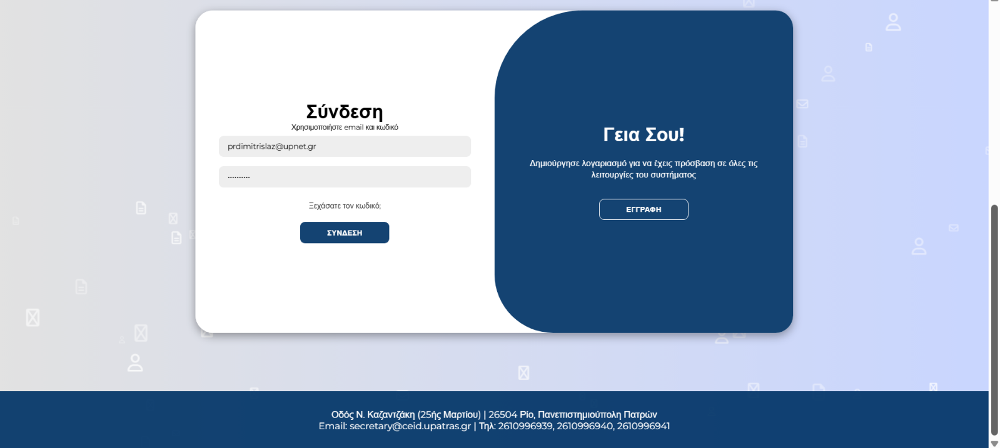 Σύνδεση
Χρησιμοποιήστε email και κωδικό
prdimitrislaz@upnet.gr
Ξεχάσατε τον κωδικό;
ΣΥΝΔΕΣΗ
Γεια Σου!
Δημιούργησε λογαριασμό για να έχεις πρόσβαση σε όλες τις
λειτουργίες του συστήματος
ΕΓΓΡΑΦΗ
Οδός Ν. Καζαντζάκη (25ής Μαρτίου) | 26504 Ρίο, Πανεπιστημιούπολη Πατρών
Email: secretary@ceid.upatras.gr | Τηλ: 2610996939, 2610996940, 2610996941